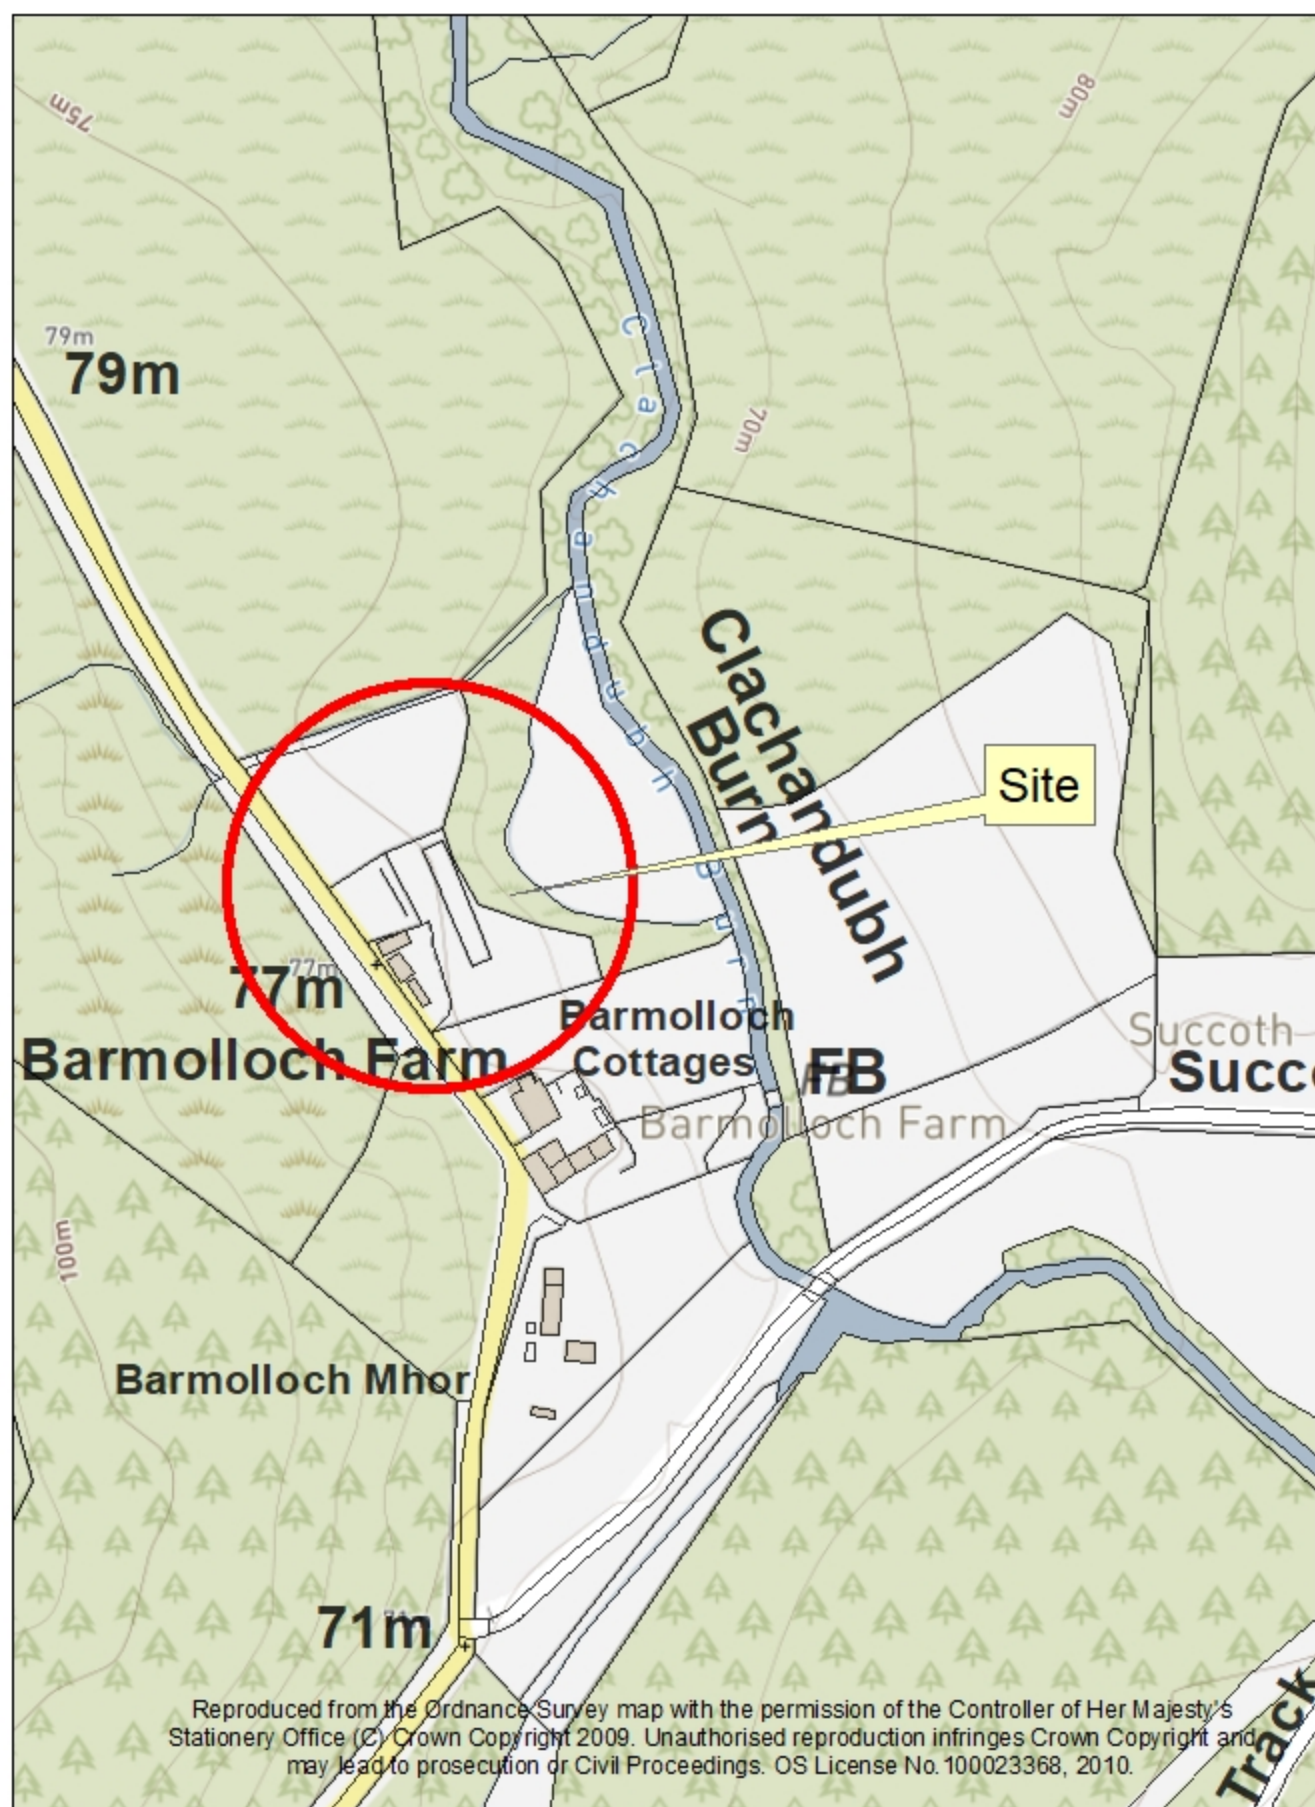 75m
80m
79m
79m
70m
Clachandubh Burn
Clachandubh
Burn
Site
77m
77m
Barmolloch
Cottages
Barmolloch Farm
FB
FB
Succoth
Barmolloch Farm
100m
Barmolloch Mhor
71m
Track
Reproduced from the Ordnance Survey map with the permission of the Controller of Her Majesty's
Stationery Office (C) Crown Copyright 2009. Unauthorised reproduction infringes Crown Copyright and
may lead to prosecution or Civil Proceedings. OS License No. 100023368, 2010.